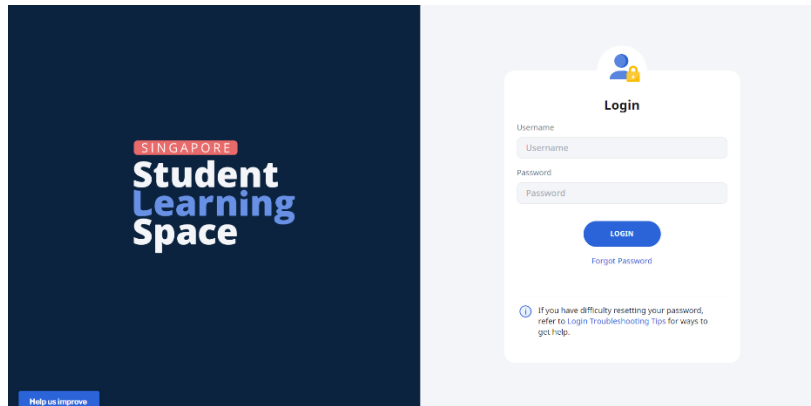 SINGAPORE
Student
Learning
Space
Help us improve
Login
Username
Username
Password
Password
LOGIN
Forgot Password
If you have difficulty resetting your password,
refer to Login Troubleshooting Tips for ways to
get help.